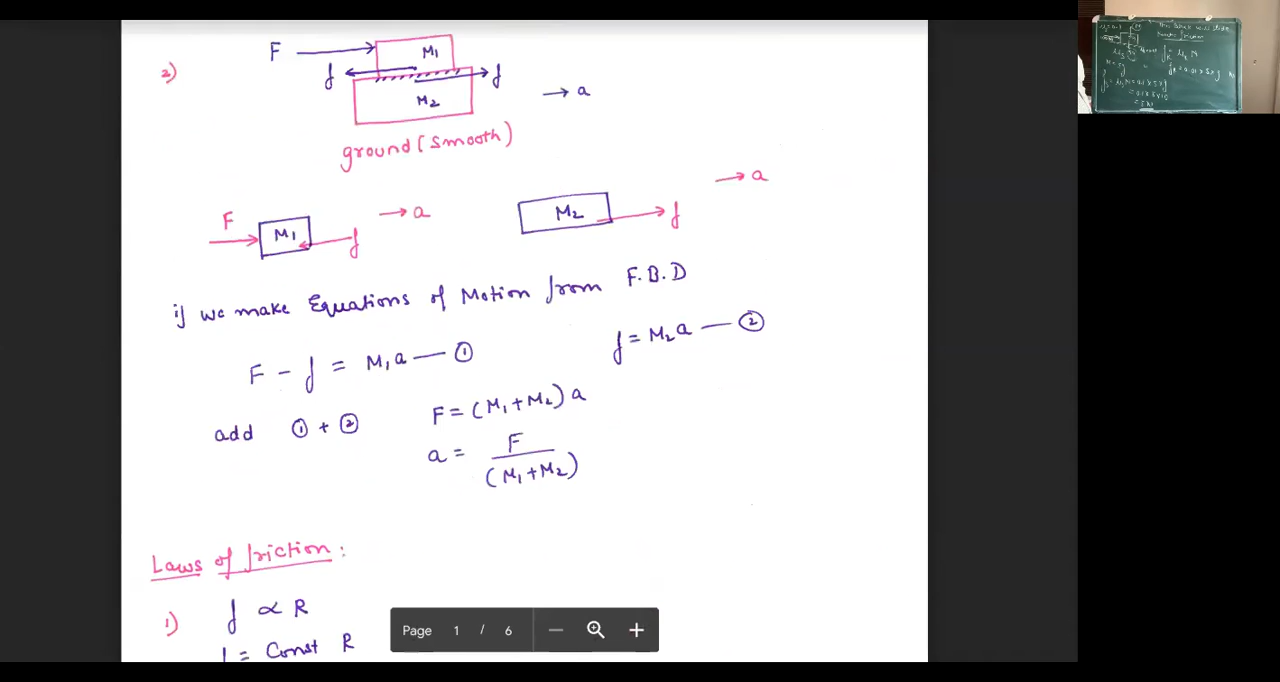 2)
F
M₁
f
f
M₂
→ a
ground (smooth)
→ a
F
→ a
M₁
f
M₂
f
if we make Equations of Motion from F.B.D
F - f = M₁a — ①
f = M₂a — ②
add ① + ②
F = (M₁+M₂) a
a = F / (M₁+M₂)
Laws of friction :
1) f ∝ R
f = Const R
Page 1 / 6